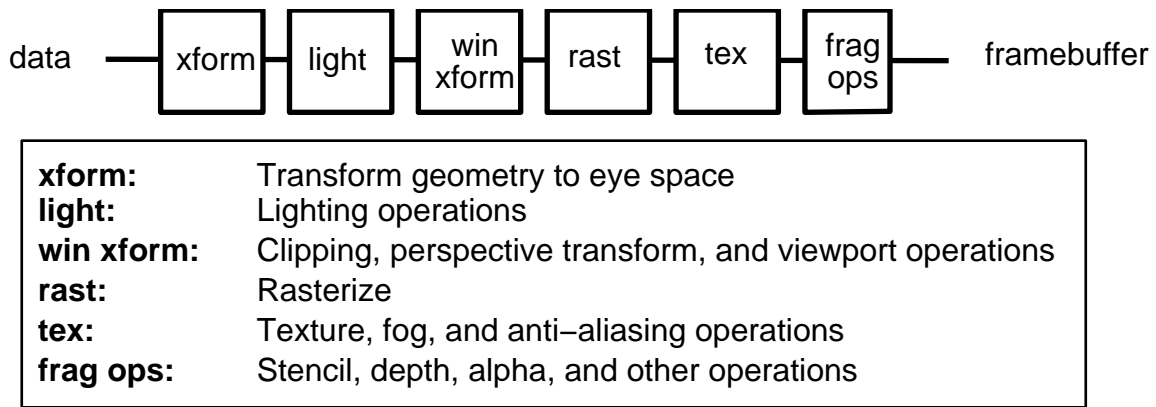 data
xform
light
win
xform
rast
tex
frag
ops
framebuffer
xform: Transform geometry to eye space
light: Lighting operations
win xform: Clipping, perspective transform, and viewport operations
rast: Rasterize
tex: Texture, fog, and anti−aliasing operations
frag ops: Stencil, depth, alpha, and other operations